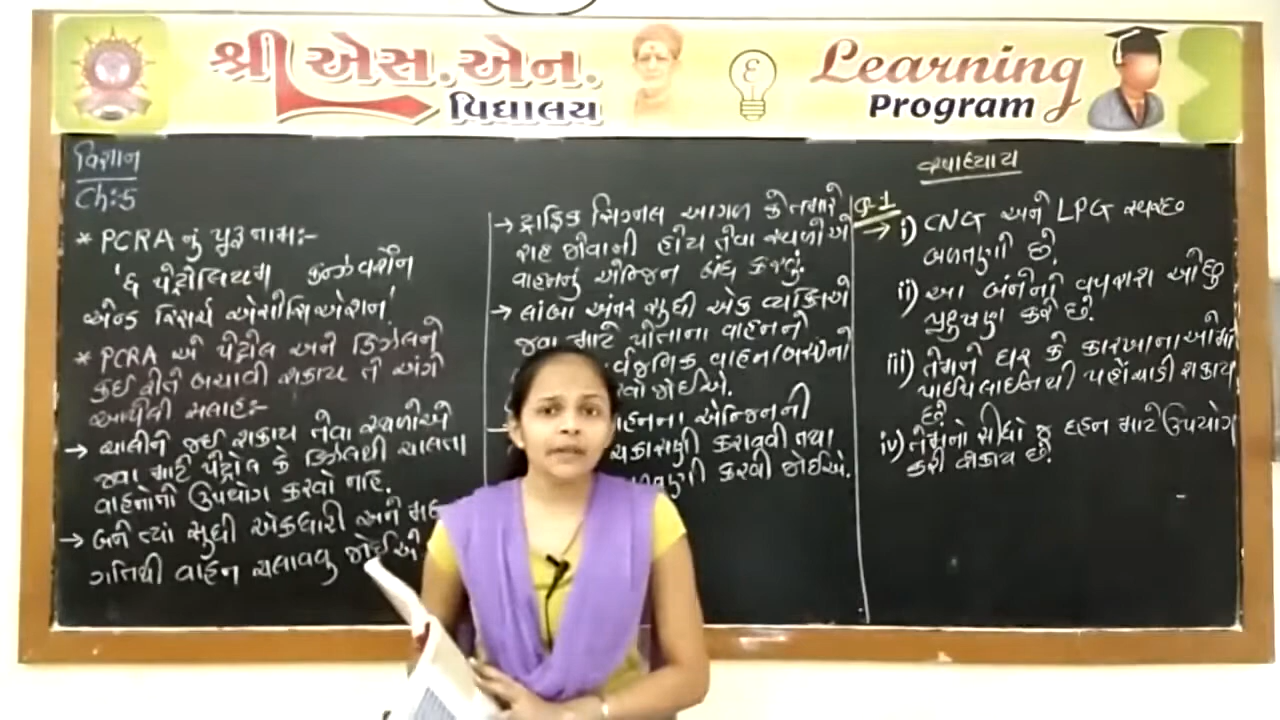 શ્રી એસ.એન.
વિદ્યાલય
Learning
Program
વિજ્ઞાન
Ch:5
* PCRA નું પૂરૂ નામ:-
'ધ પેટ્રોલિયમ કન્ઝર્વેશન
એન્ડ રિસર્ચ એસોસિએશન'
* PCRA એ પેટ્રોલ અને ડિઝલને
કઈ રીતે બચાવી શકાય તે અંગે
આપેલી સલાહ:-
→ ચાલીને જઈ શકાય તેવા સ્થળોએ
જવા માટે પેટ્રોલ કે ડિઝલથી ચાલતા
વાહનોનો ઉપયોગ કરવો નહિ.
→ બને ત્યાં સુધી એકધારી અને
ગતિથી વાહન ચલાવવુ જોઈએ
→ ટ્રાફિક સિગ્નલ આગળ કે તમારે
રાહ જોવાની હોય તેવા સ્થળોએ
વાહનનું એન્જિન બંધ કરવું.
→ લાંબા અંતર સુધી એક વ્યક્તિએ
જવા માટે પોતાના વાહનને
વાહન(બસ)નો
જોઈએ.
એન્જિનની
ચકાસણી કરાવવી તથા
કરવી જોઈએ.
સ્વાધ્યાય
Q-1
→ i) CNG અને LPG સ્વચ્છ
બળતણો છે.
ii) આ બંનેનો વપરાશ ઓછુ
પ્રદુષણ કરે છે.
iii) તેમને ઘર કે કારખાનાઓમાં
પાઈપલાઈનથી પહોંચાડી શકાય
છે.
iv) તેમનો સીધો જ દહન માટે ઉપયોગ
કરી શકાય છે.